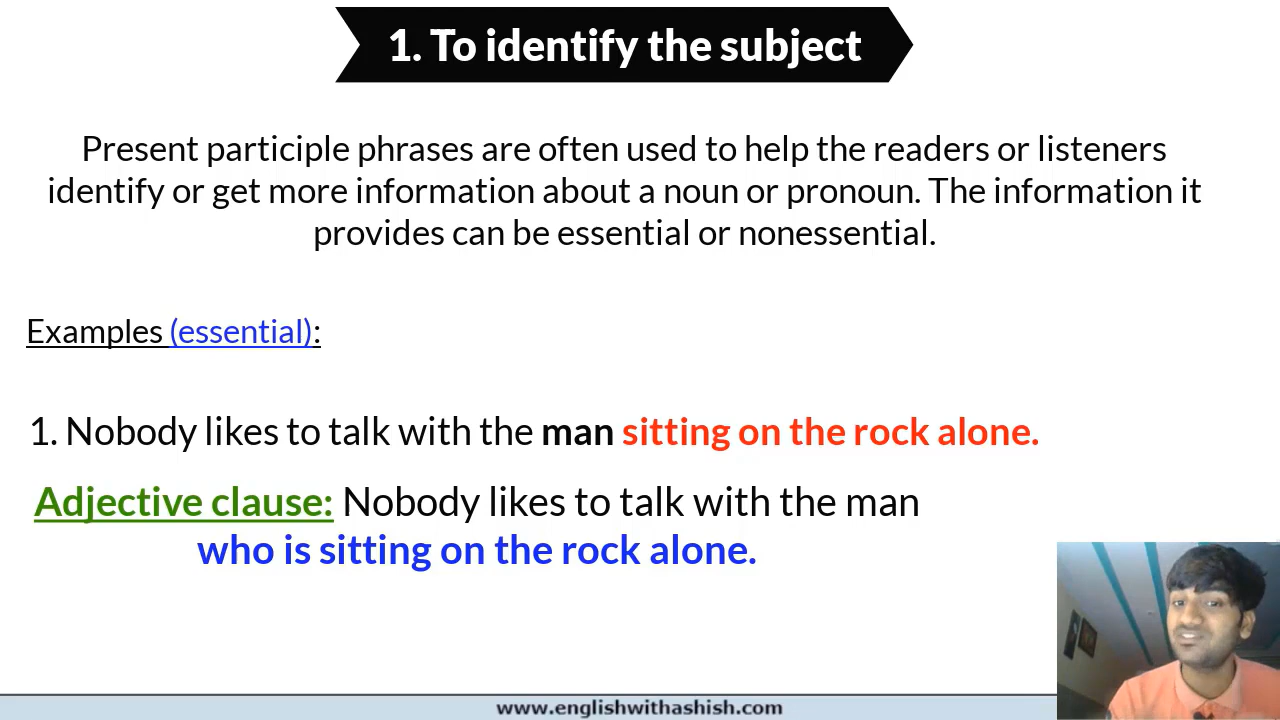 1. To identify the subject
Present participle phrases are often used to help the readers or listeners
identify or get more information about a noun or pronoun. The information it
provides can be essential or nonessential.
Examples (essential):
1. Nobody likes to talk with the man sitting on the rock alone.
Adjective clause: Nobody likes to talk with the man
who is sitting on the rock alone.
www.englishwithashish.com